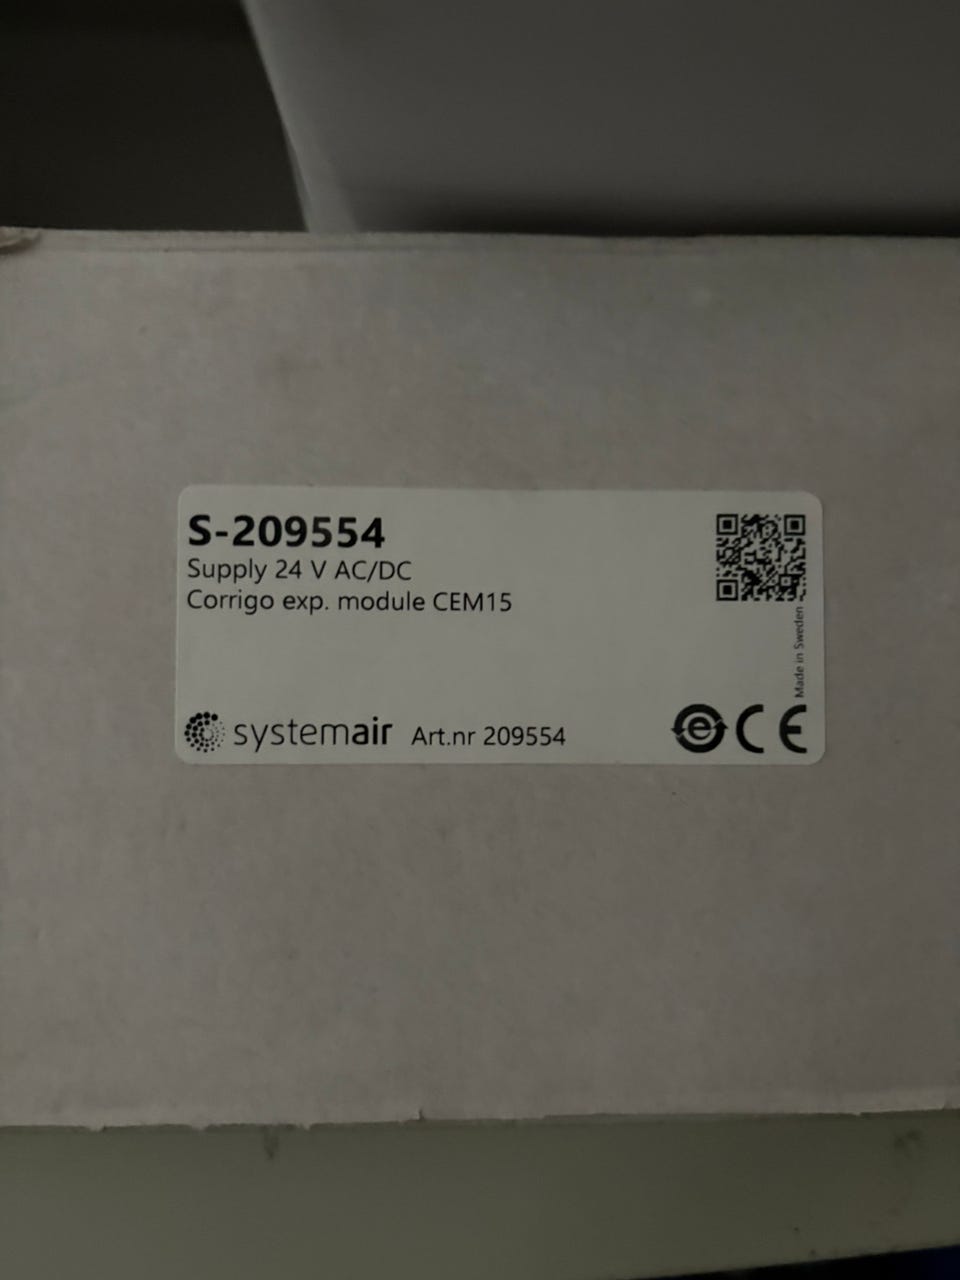 S-209554
Supply 24 V AC/DC
Corrigo exp. module CEM15
Made in Sweden
systemair Art.nr 209554
e CE